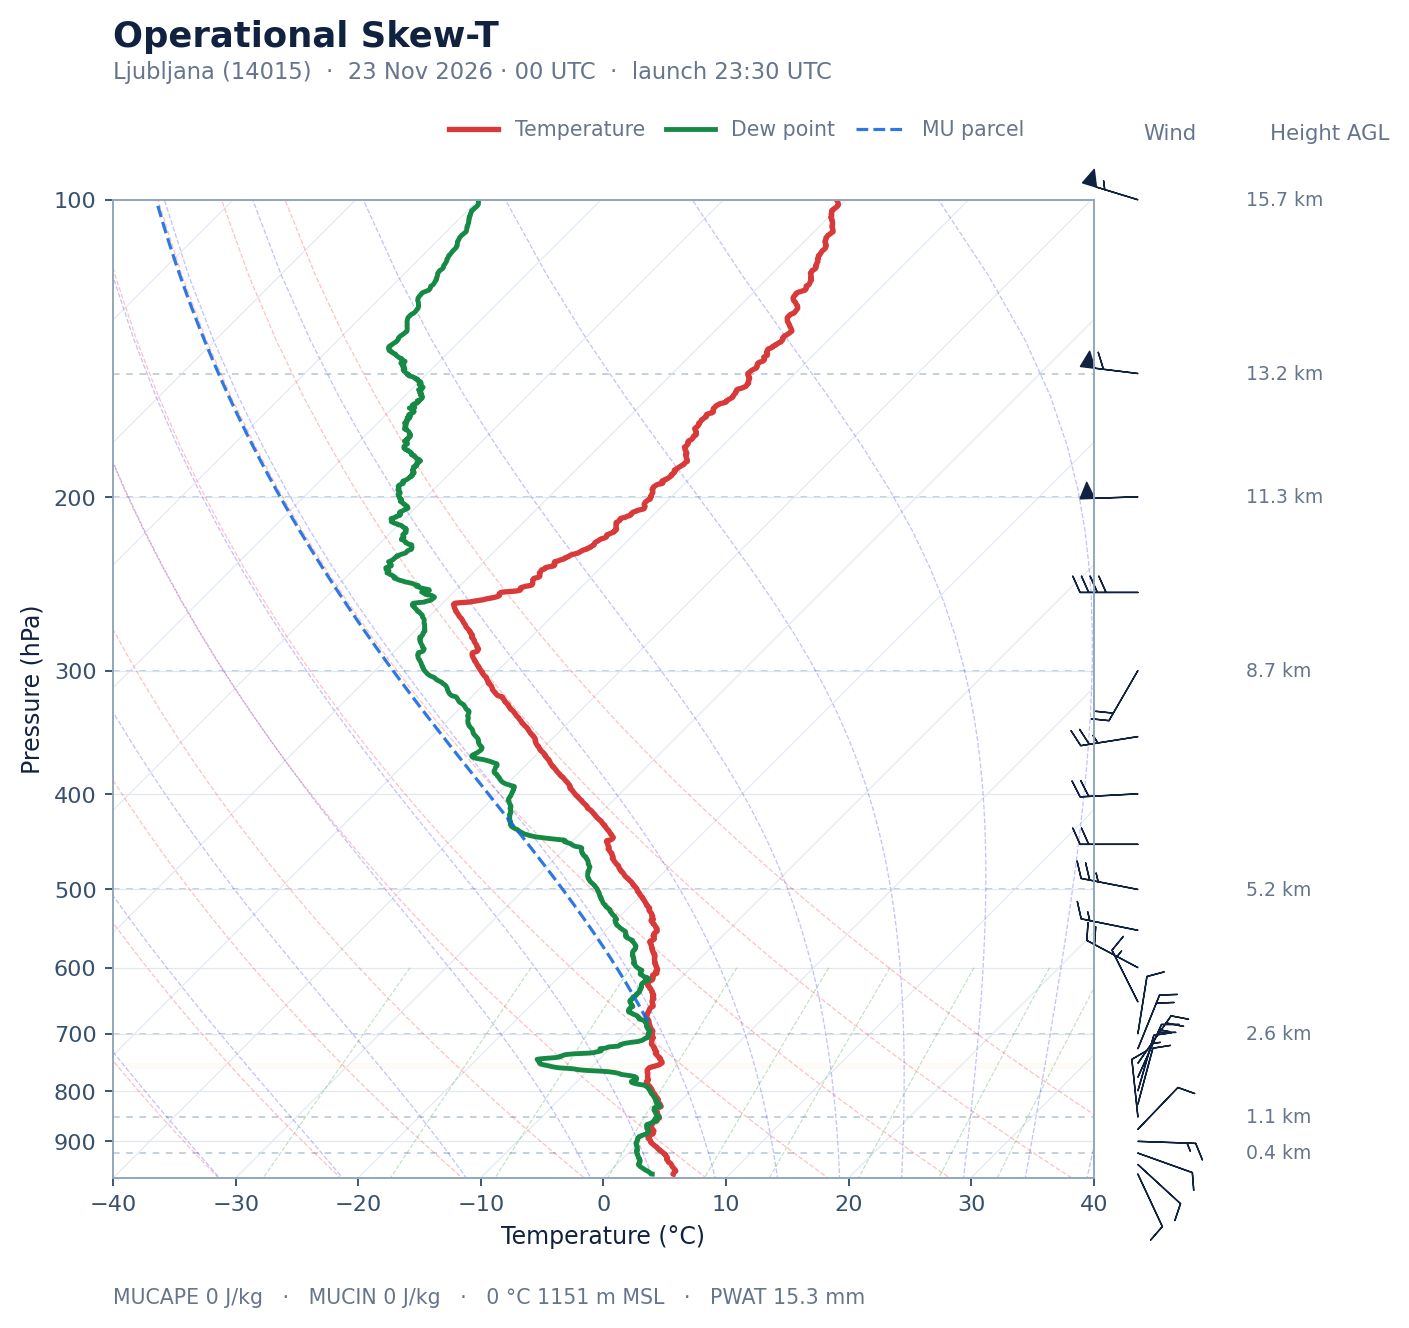 Operational Skew-T
Ljubljana (14015)  ·  23 Nov 2026 · 00 UTC  ·  launch 23:30 UTC
Temperature
Dew point
MU parcel
Wind
Height AGL
100
200
300
400
500
600
700
800
900
Pressure (hPa)
15.7 km
13.2 km
11.3 km
8.7 km
5.2 km
2.6 km
1.1 km
0.4 km
−40
−30
−20
−10
0
10
20
30
40
Temperature (°C)
MUCAPE 0 J/kg  ·  MUCIN 0 J/kg  ·  0 °C 1151 m MSL  ·  PWAT 15.3 mm